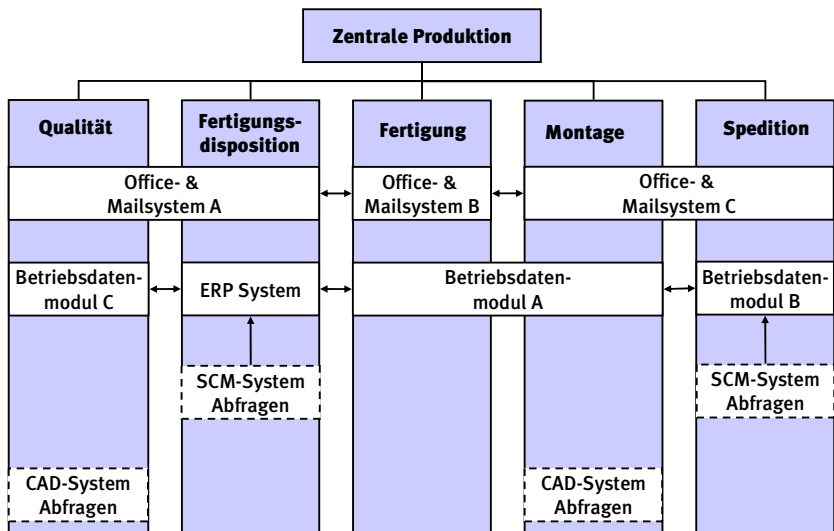 Zentrale Produktion
Qualität
Fertigungs-
disposition
Fertigung
Montage
Spedition
Office- &
Mailsystem A
Office- &
Mailsystem B
Office- &
Mailsystem C
Betriebsdaten-
modul C
ERP System
Betriebsdaten-
modul A
Betriebsdaten-
modul B
SCM-System
Abfragen
SCM-System
Abfragen
CAD-System
Abfragen
CAD-System
Abfragen